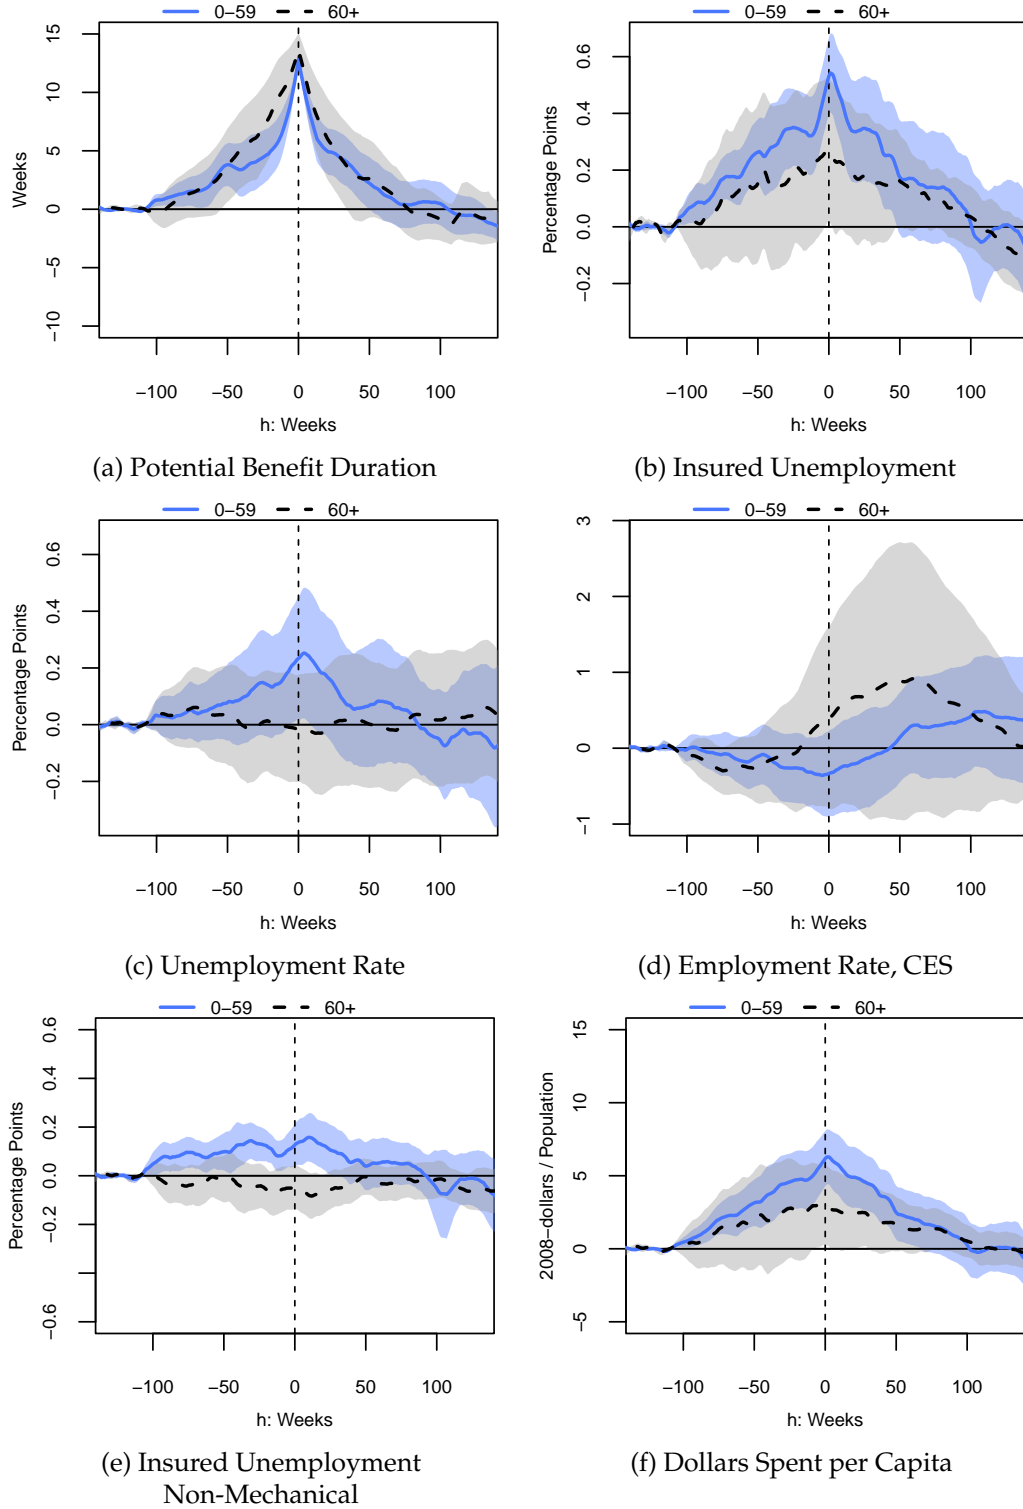 0−59 60+
Weeks
15
10
5
0
−5
−10
−100 −50 0 50 100
h: Weeks
(a) Potential Benefit Duration
0−59 60+
Percentage Points
0.6
0.4
0.2
0.0
−0.2
−100 −50 0 50 100
h: Weeks
(b) Insured Unemployment
0−59 60+
Percentage Points
0.6
0.4
0.2
0.0
−0.2
−100 −50 0 50 100
h: Weeks
(c) Unemployment Rate
0−59 60+
3
2
1
0
−1
−100 −50 0 50 100
h: Weeks
(d) Employment Rate, CES
0−59 60+
Percentage Points
0.6
0.4
0.2
0.0
−0.2
−0.6
−100 −50 0 50 100
h: Weeks
(e) Insured Unemployment
Non-Mechanical
0−59 60+
2008−dollars / Population
15
10
5
0
−5
−100 −50 0 50 100
h: Weeks
(f) Dollars Spent per Capita